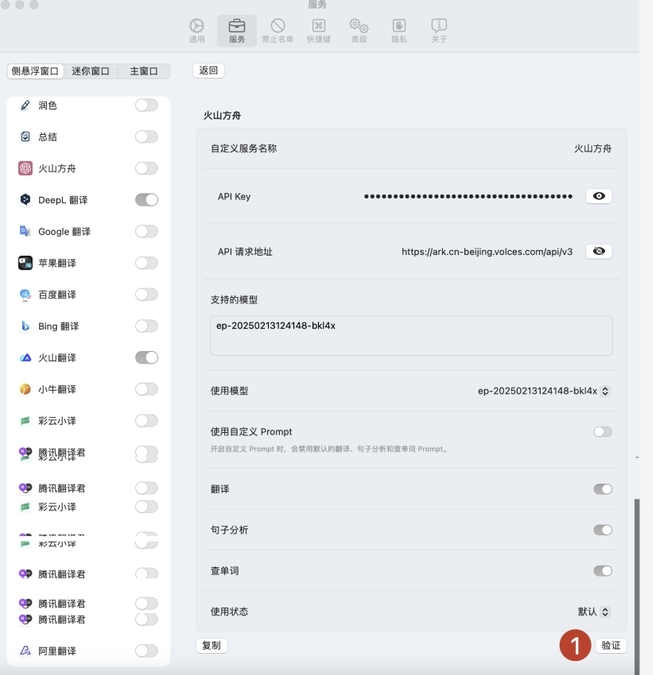 服务
通用
服务
禁止名单
快捷键
高级
隐私
关于
侧悬浮窗口
迷你窗口
主窗口
返回
润色
总结
火山方舟
DeepL 翻译
Google 翻译
苹果翻译
百度翻译
Bing 翻译
火山翻译
小牛翻译
彩云小译
腾讯翻译君
彩云小译
腾讯翻译君
彩云小译
彩云小译
腾讯翻译君
腾讯翻译君
腾讯翻译君
阿里翻译
火山方舟
自定义服务名称
火山方舟
API Key
API 请求地址
https://ark.cn-beijing.volces.com/api/v3
支持的模型
ep-20250213124148-bkl4x
使用模型
ep-20250213124148-bkl4x
使用自定义 Prompt
开启自定义 Prompt 时，会禁用默认的翻译、句子分析和查单词 Prompt。
翻译
句子分析
查单词
使用状态
默认
复制
1
验证